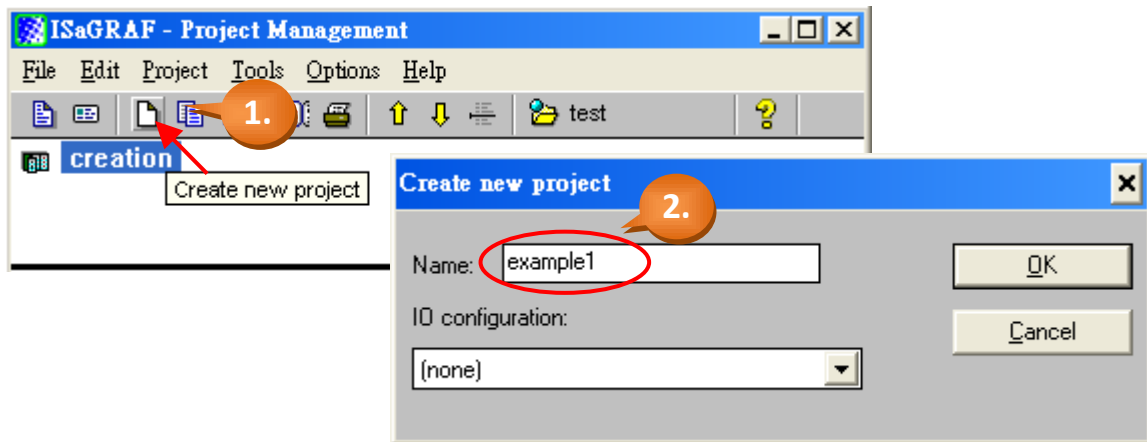 ISaGRAF - Project Management
File Edit Project Tools Options Help
1.
test
creation
Create new project
Create new project
2.
Name: example1
OK
IO configuration:
Cancel
(none)